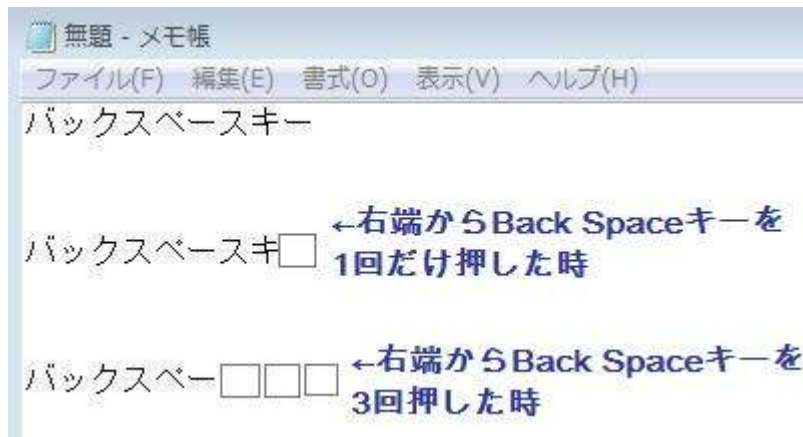 無題 - メモ帳
ファイル(F) 編集(E) 書式(O) 表示(V) ヘルプ(H)
バックスペースキー
バックスペースキ□ ←右端からBack Spaceキーを
1回だけ押した時
バックスペー□□□ ←右端からBack Spaceキーを
3回押した時